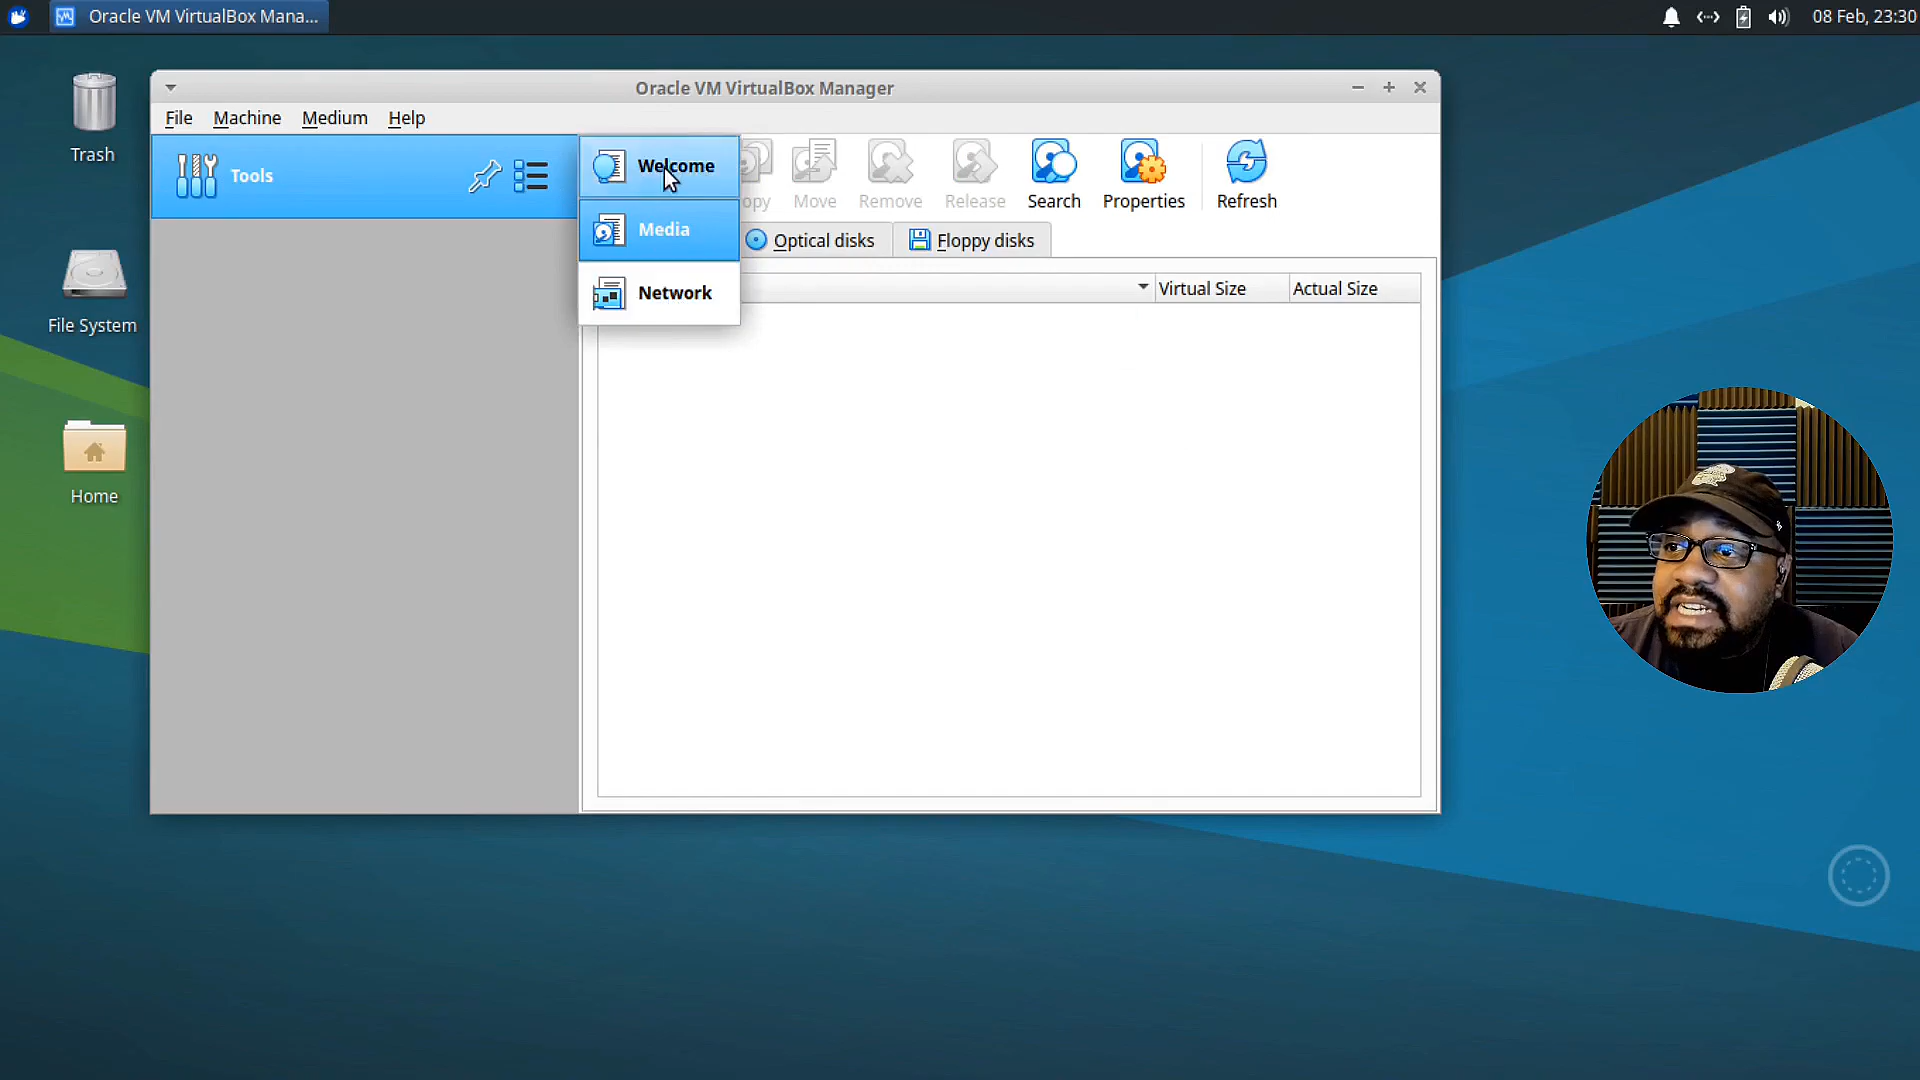 Oracle VM VirtualBox Mana...
08 Feb, 23:30
Trash
File System
Home
Oracle VM VirtualBox Manager
File Machine Medium Help
Tools
Welcome
Media
Network
opy Move Remove Release Search Properties Refresh
Optical disks Floppy disks
Virtual Size Actual Size